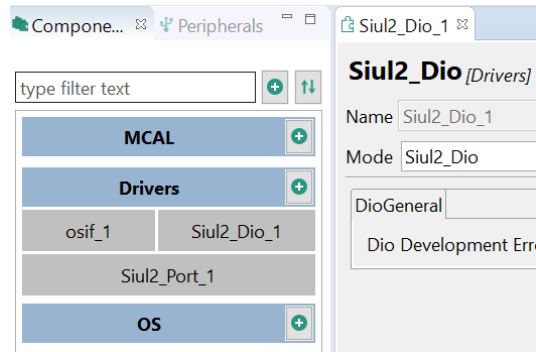 Compone...
Peripherals
type filter text
MCAL
Drivers
osif_1
Siul2_Dio_1
Siul2_Port_1
OS
Siul2_Dio_1
Siul2_Dio [Drivers]
Name Siul2_Dio_1
Mode Siul2_Dio
DioGeneral
Dio Development Erro